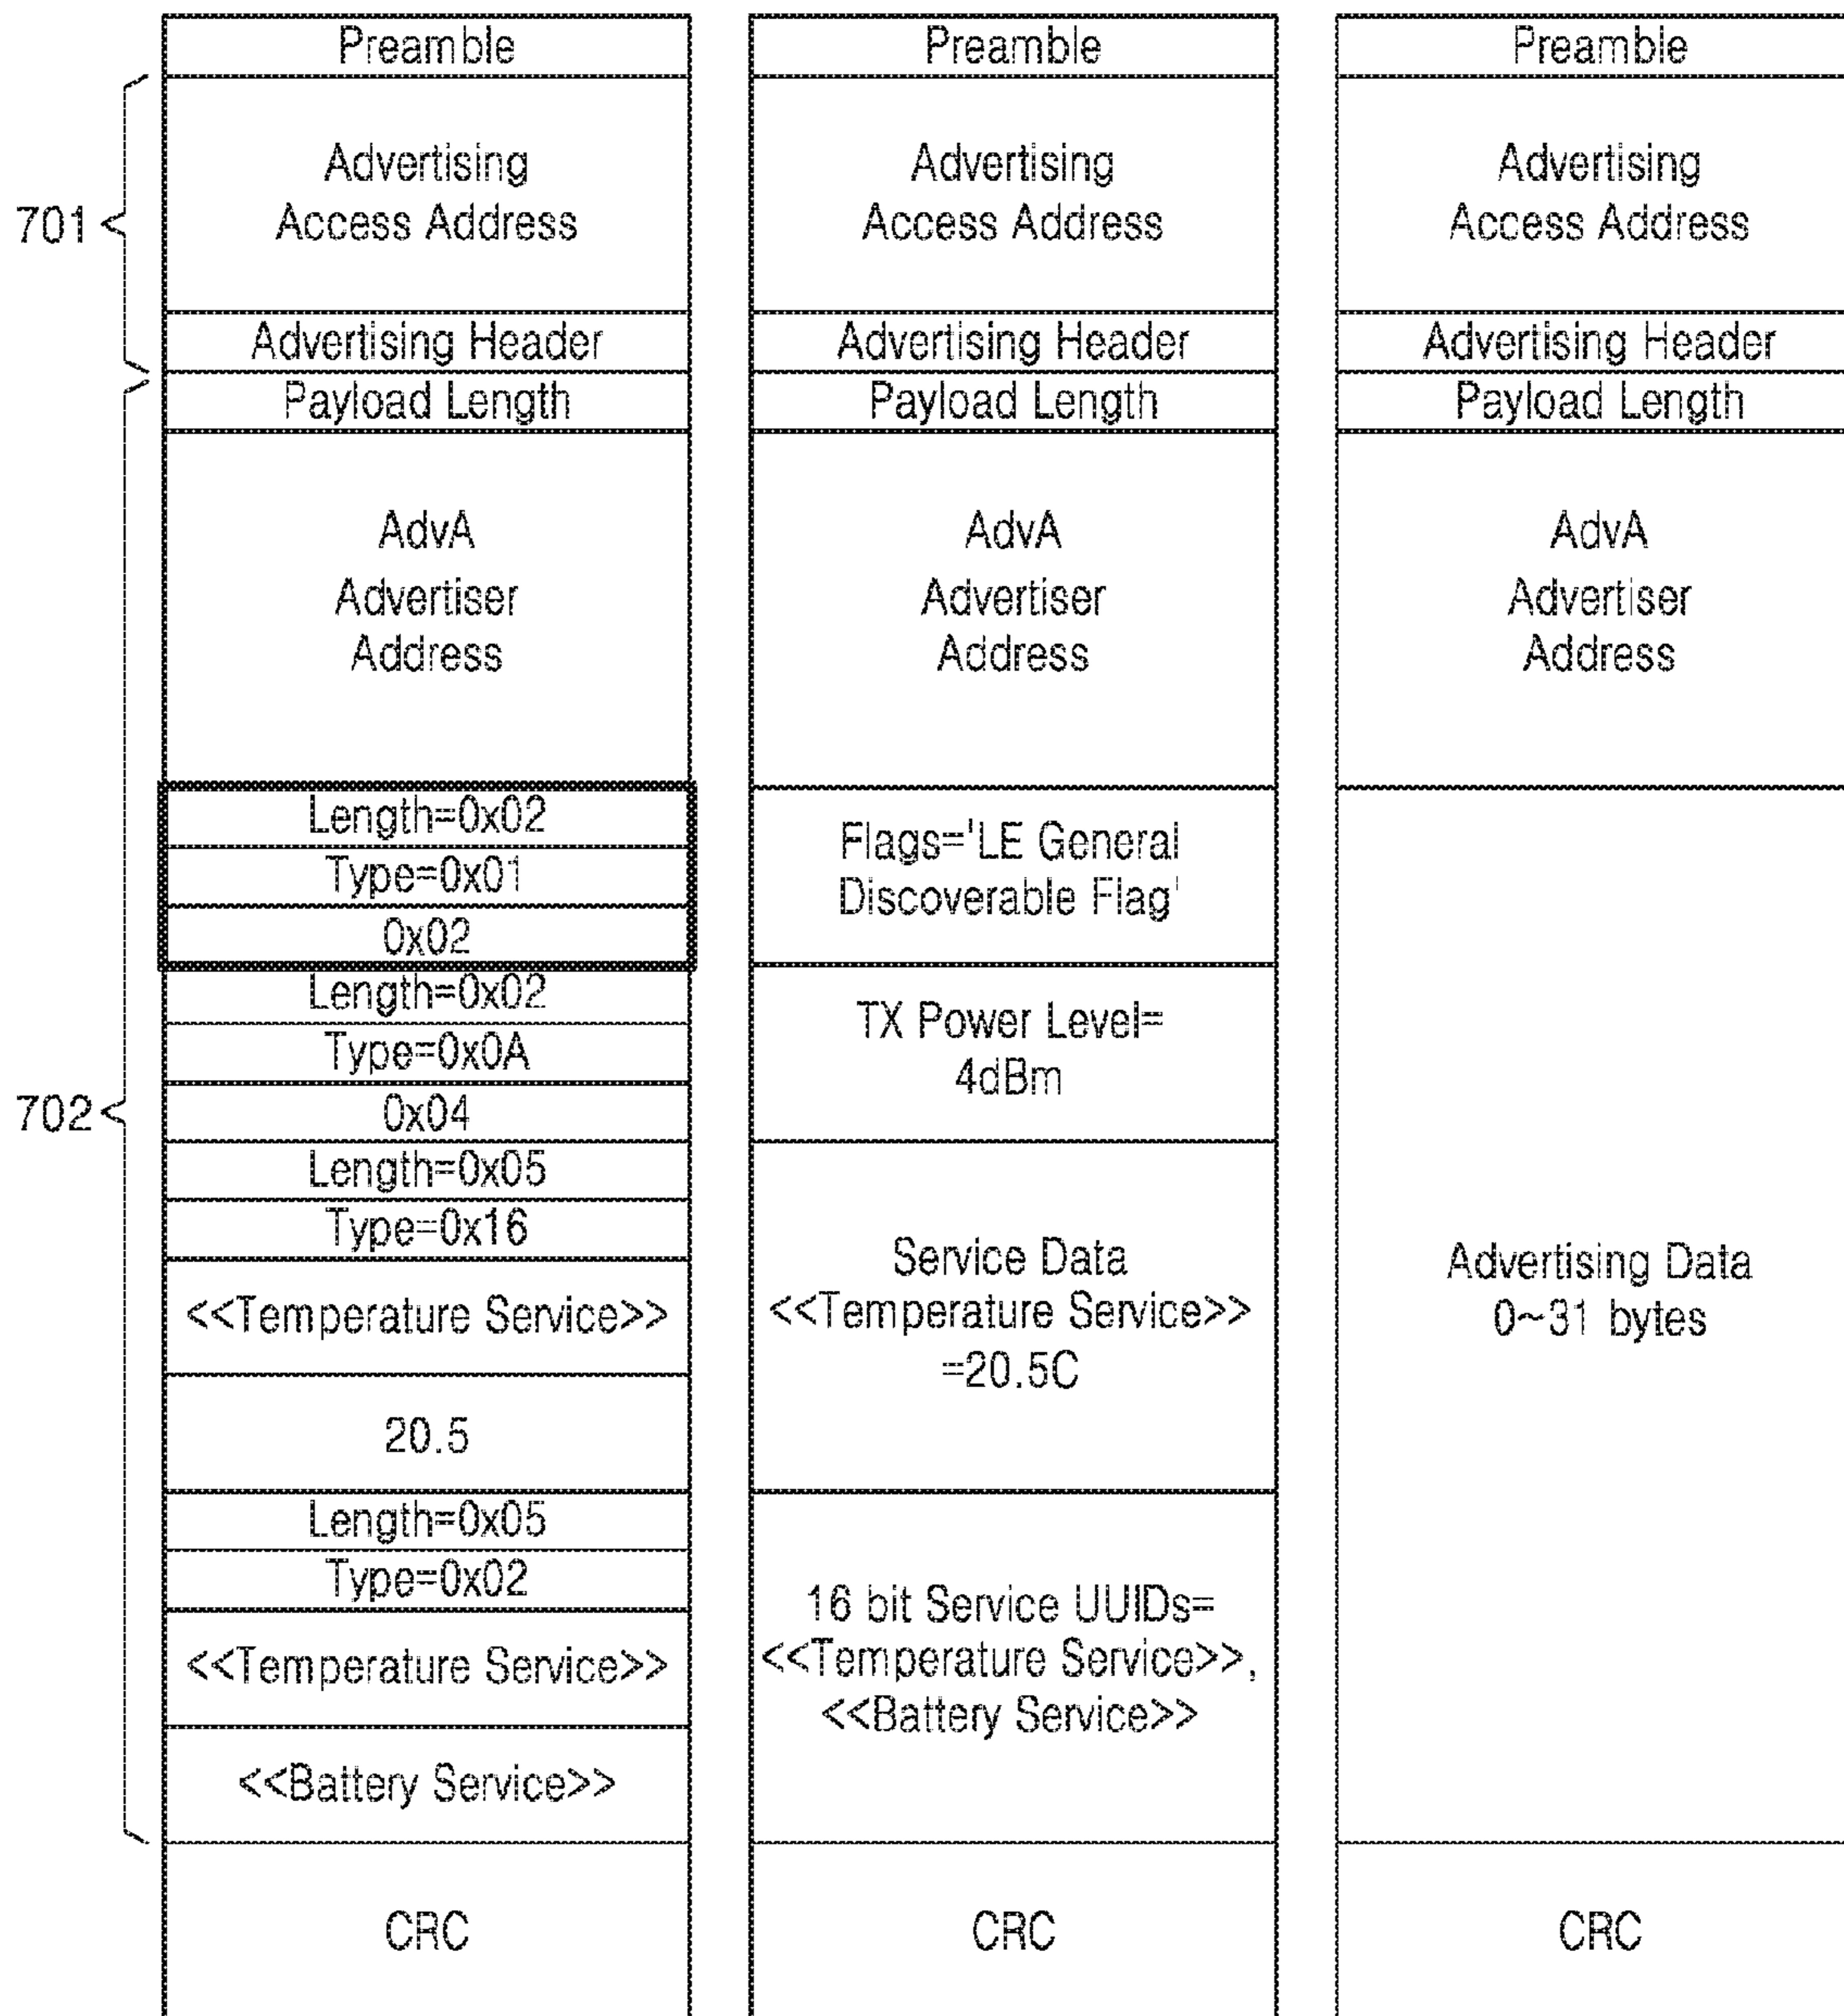 701
702
Preamble
Advertising
Access Address
Advertising Header
Payload Length
AdvA
Advertiser
Address
Length=0x02
Type=0x01
0x02
Length=0x02
Type=0x0A
0x04
Length=0x05
Type=0x16
<<Temperature Service>>
20.5
Length=0x05
Type=0x02
<<Temperature Service>>
<<Battery Service>>
CRC
Preamble
Advertising
Access Address
Advertising Header
Payload Length
AdvA
Advertiser
Address
Flags='LE General
Discoverable Flag'
TX Power Level=
4dBm
Service Data
<<Temperature Service>>
=20.5C
16 bit Service UUIDs=
<<Temperature Service>>,
<<Battery Service>>
CRC
Preamble
Advertising
Access Address
Advertising Header
Payload Length
AdvA
Advertiser
Address
Advertising Data
0~31 bytes
CRC